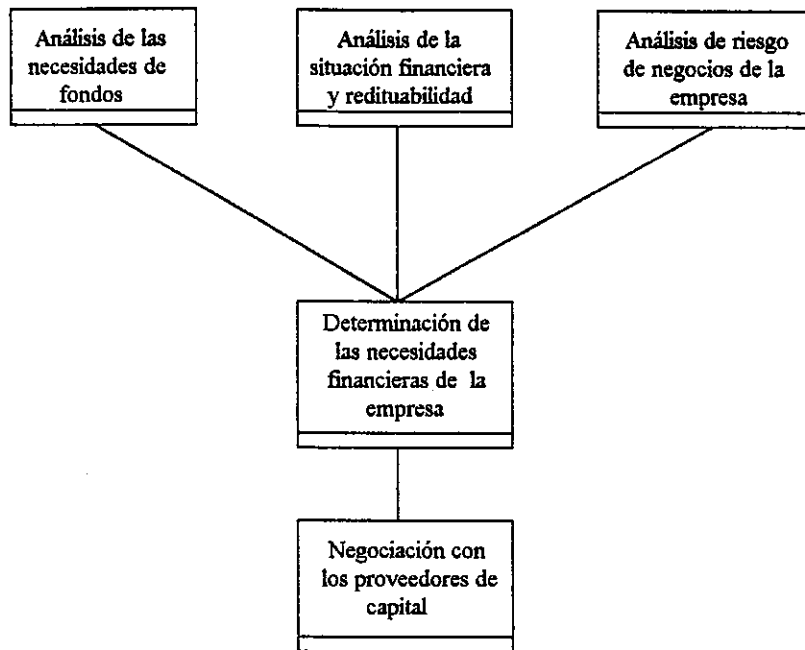 Análisis de las
necesidades de
fondos
Análisis de la
situación financiera
y redituabilidad
Análisis de riesgo
de negocios de la
empresa
Determinación de
las necesidades
financieras de la
empresa
Negociación con
los proveedores de
capital